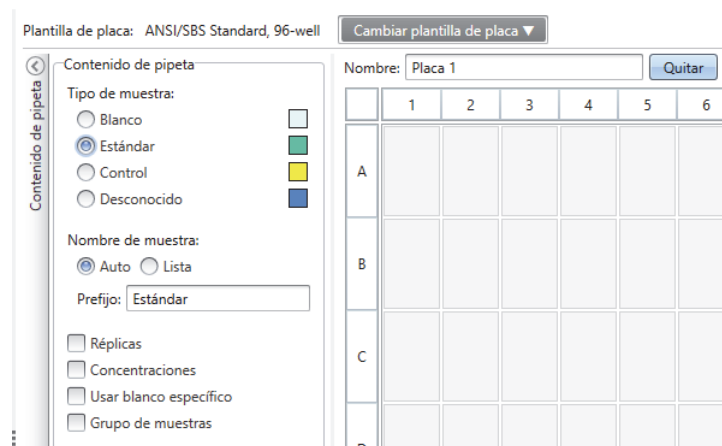 Plantilla de placa: ANSI/SBS Standard, 96-well Cambiar plantilla de placa ▼
Contenido de pipeta
Contenido de pipeta
Tipo de muestra:
Blanco
Estándar
Control
Desconocido
Nombre de muestra:
Auto Lista
Prefijo: Estándar
Réplicas
Concentraciones
Usar blanco específico
Grupo de muestras
Nombre: Placa 1 Quitar
1 2 3 4 5 6
A
B
C